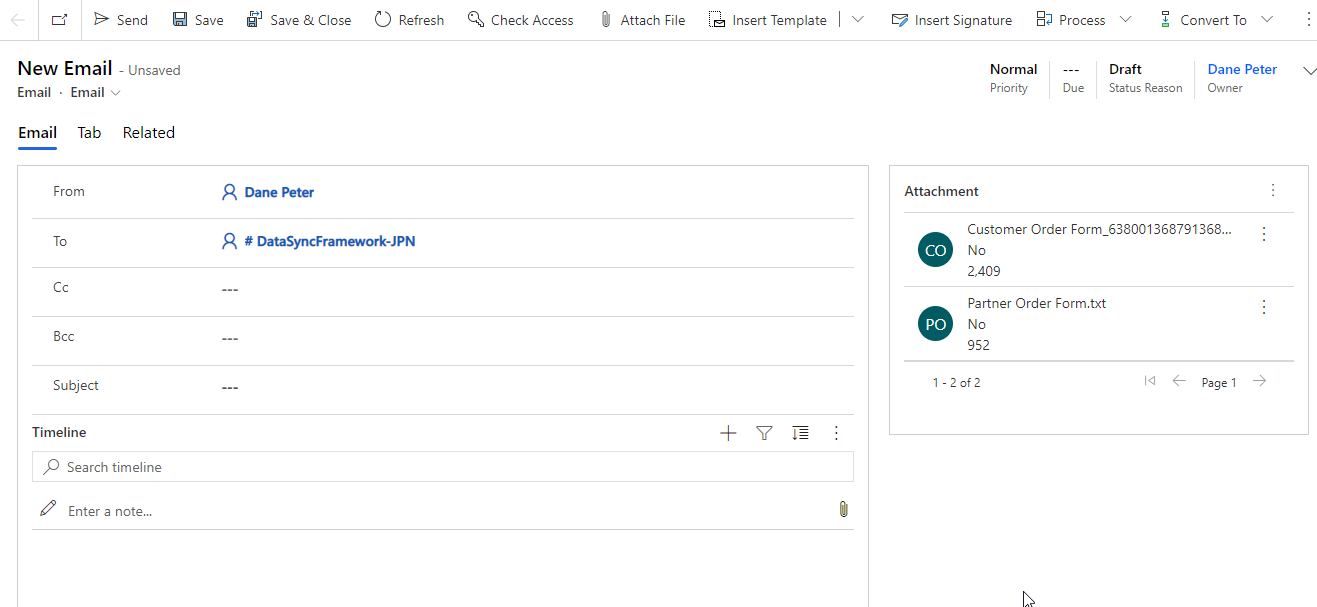 Send Save Save & Close Refresh Check Access Attach File Insert Template Insert Signature Process Convert To
New Email - Unsaved
Email · Email
Normal
Priority
---
Due
Draft
Status Reason
Dane Peter
Owner
Email Tab Related
From Dane Peter
To # DataSyncFramework-JPN
Cc ---
Bcc ---
Subject ---
Timeline
Search timeline
Enter a note...
Attachment
CO
Customer Order Form_638001368791368...
No
2,409
PO
Partner Order Form.txt
No
952
1 - 2 of 2 Page 1